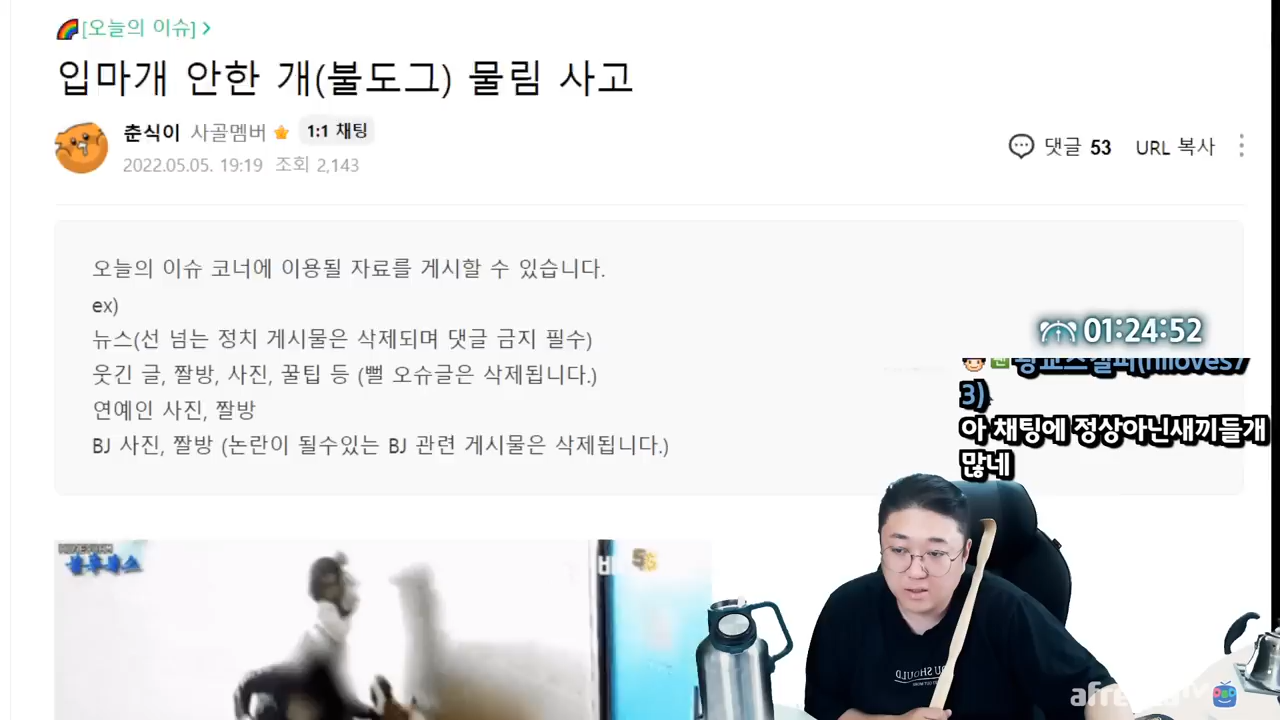 [오늘의 이슈] >
입마개 안한 개(불도그) 물림 사고
춘식이 사골멤버 1:1 채팅
2022.05.05. 19:19 조회 2,143
댓글 53 URL 복사
오늘의 이슈 코너에 이용될 자료를 게시할 수 있습니다.
ex)
뉴스(선 넘는 정치 게시물은 삭제되며 댓글 금지 필수)
웃긴 글, 짤방, 사진, 꿀팁 등 (뻘 오슈글은 삭제됩니다.)
연예인 사진, 짤방
BJ 사진, 짤방 (논란이 될수있는 BJ 관련 게시물은 삭제됩니다.)
01:24:52
3)
아 채팅에 정상아닌새끼들개
많네